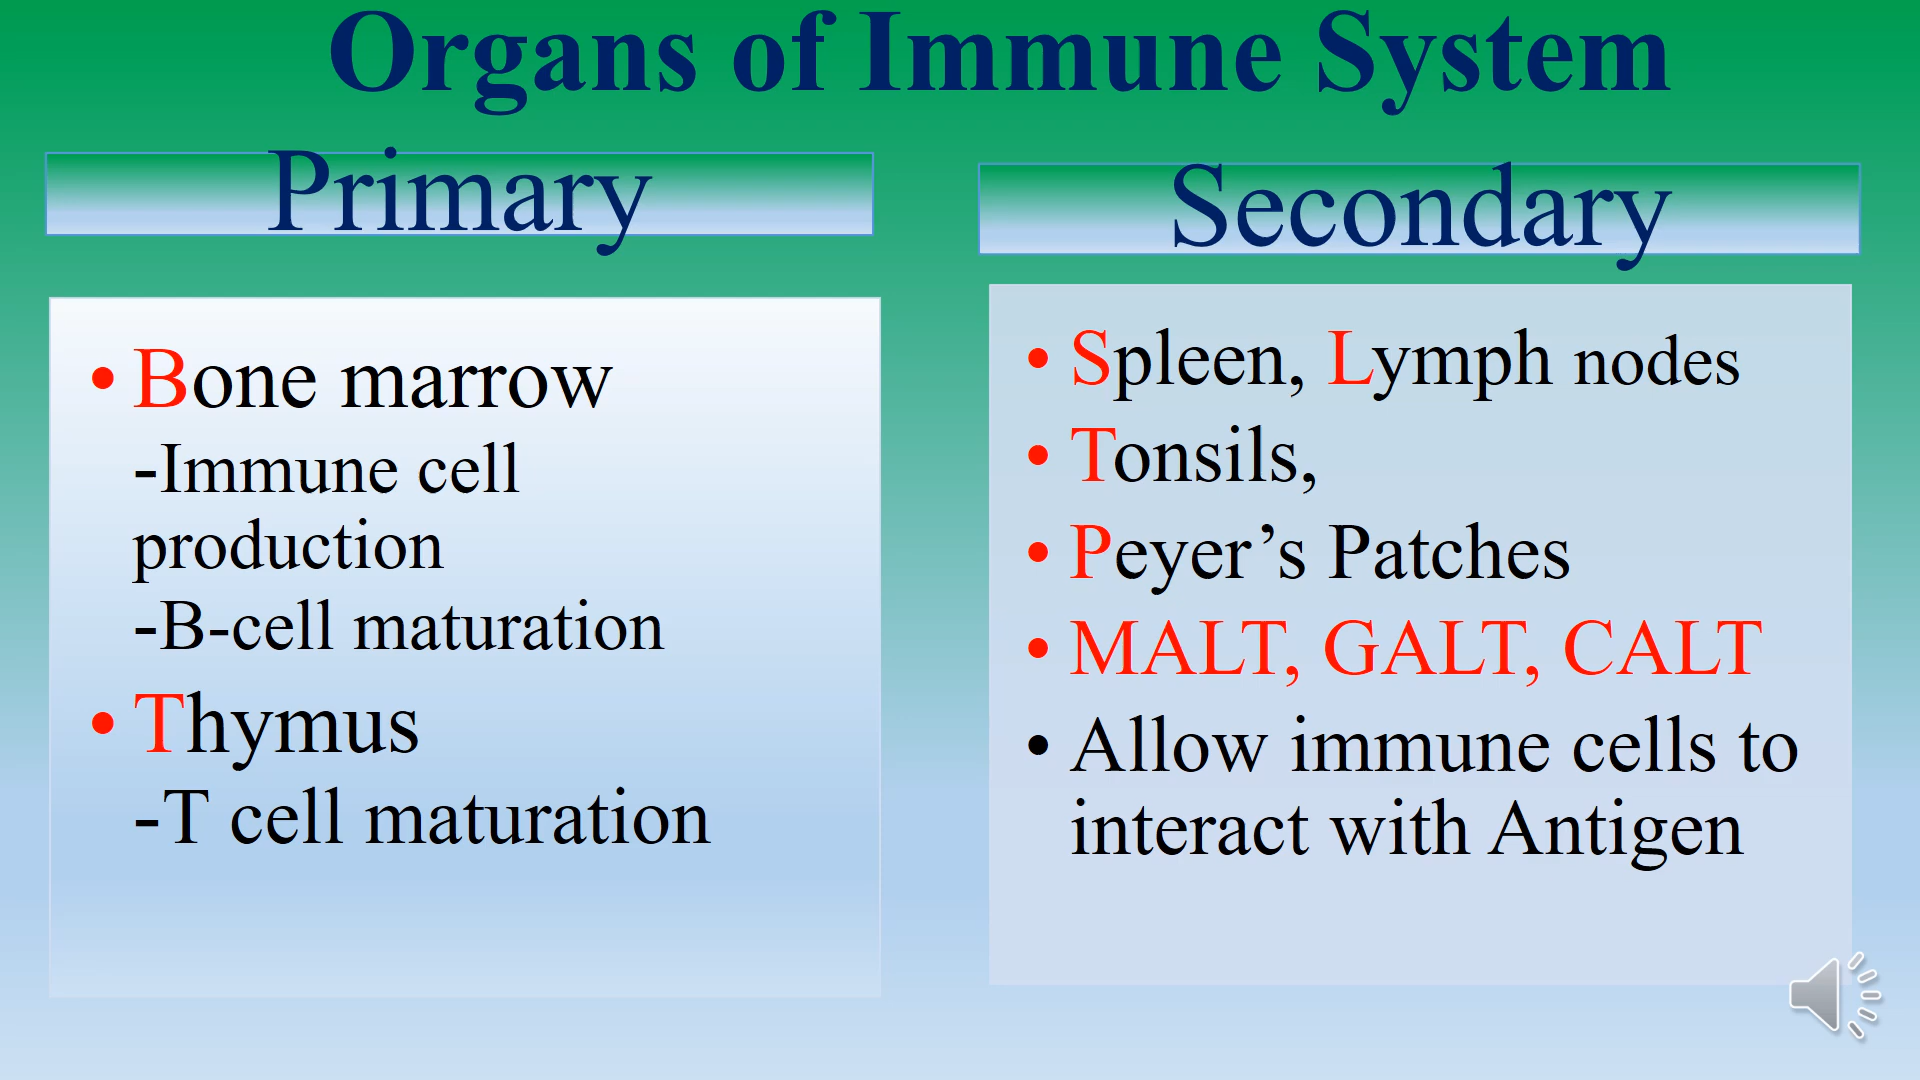 Organs of Immune System
Primary
• Bone marrow
-Immune cell
production
-B-cell maturation
• Thymus
-T cell maturation
Secondary
• Spleen, Lymph nodes
• Tonsils,
• Peyer’s Patches
• MALT, GALT, CALT
• Allow immune cells to
interact with Antigen